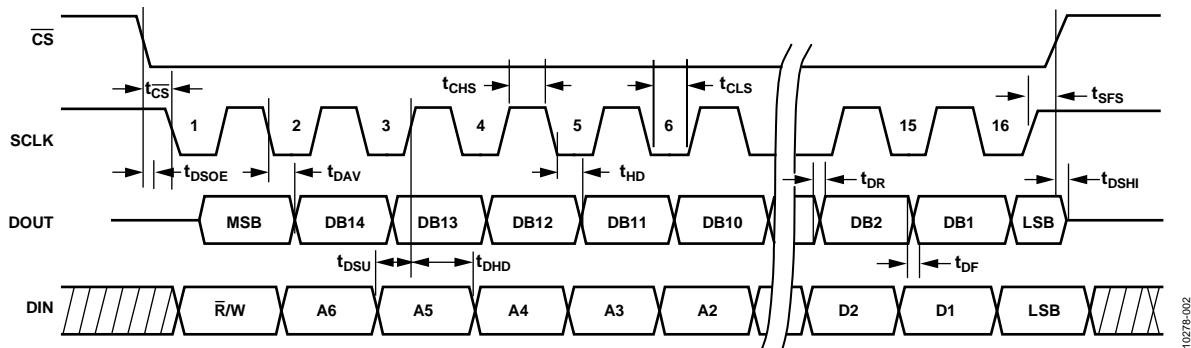 CS
tCS
tCHS
tCLS
tSFS
SCLK
1 2 3 4 5 6 15 16
tDSOE
tDAV
tHD
tDR
tDSHI
DOUT
MSB DB14 DB13 DB12 DB11 DB10 DB2 DB1 LSB
tDSU
tDHD
tDF
DIN
R/W A6 A5 A4 A3 A2 D2 D1 LSB
10278-002